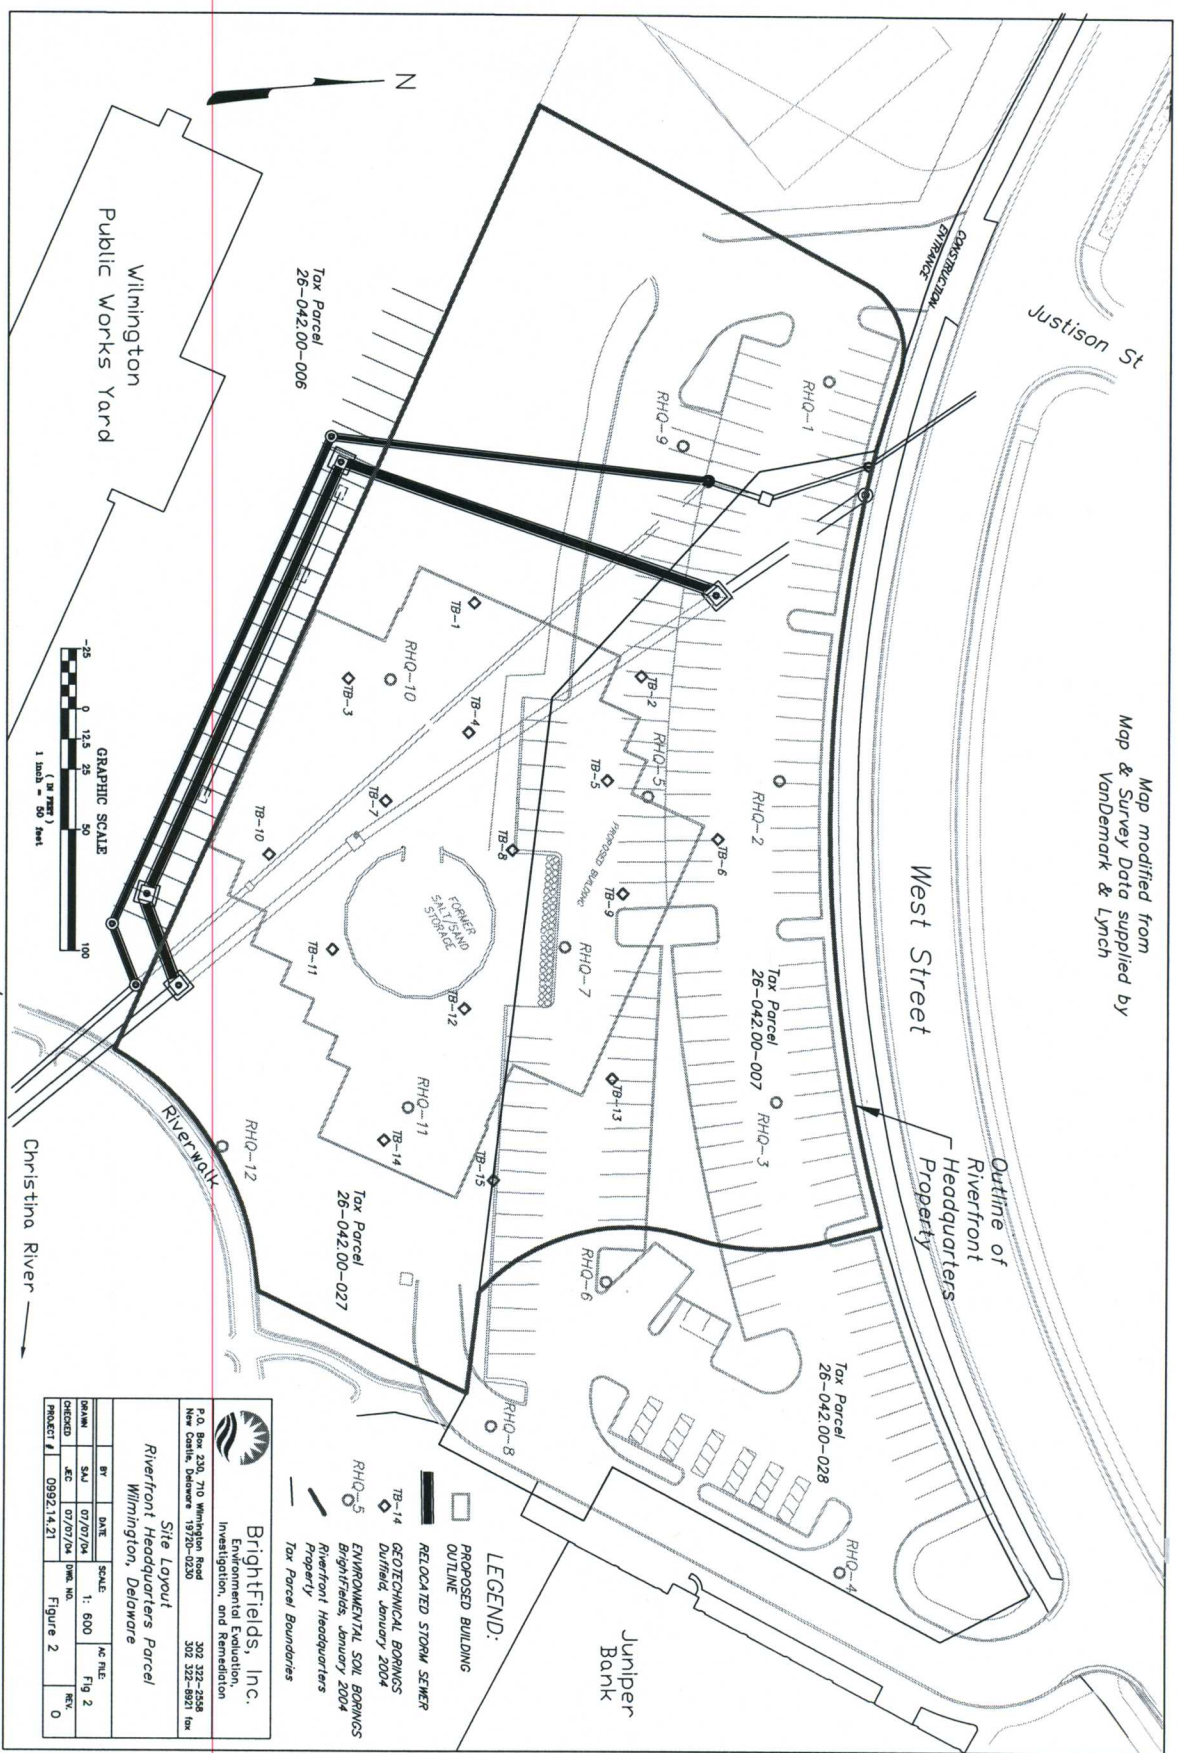 Map modified from
Map & Survey Data supplied by
VanDemark & Lynch
Justison St
West Street
CONSTRUCTION
ENTRANCE
N
Outline of
Riverfront
Headquarters
Property
Wilmington
Public Works Yard
Tax Parcel
26-042.00-006
Tax Parcel
26-042.00-007
Tax Parcel
26-042.00-027
Tax Parcel
26-042.00-028
RHQ-1
RHQ-9
RHQ-2
RHQ-3
RHQ-4
RHQ-5
RHQ-6
RHQ-7
RHQ-8
RHQ-10
RHQ-11
RHQ-12
TB-1
TB-2
TB-3
TB-4
TB-5
TB-6
TB-7
TB-8
TB-9
TB-10
TB-11
TB-12
TB-13
TB-14
TB-15
PROPOSED BUILDING
FORMER
SALT/SAND
STORAGE
Riverwalk
Christina River
Juniper
Bank
GRAPHIC SCALE
-25 0 12.5 25 50 100
( IN FEET )
1 inch = 50 feet
LEGEND:
PROPOSED BUILDING
OUTLINE
RELOCATED STORM SEWER
TB-14
GEOTECHNICAL BORINGS
Duffield, January 2004
RHQ-5
ENVIRONMENTAL SOIL BORINGS
BrightFields, January 2004
Riverfront Headquarters
Property
Tax Parcel Boundaries
BrightFields, Inc.
Environmental Evaluation,
Investigation, and Remediation
P.O. Box 230, 710 Wilmington Road 302 322-2558
New Castle, Delaware 19720-0230 302 322-8921 fax
Site Layout
Riverfront Headquarters Parcel
Wilmington, Delaware
BY DATE SCALE: 1: 600 AC FILE: Fig 2
DRAWN SAJ 07/07/04
CHECKED JEC 07/07/04 DWG. NO. REV.
PROJECT # 0992.14.21 Figure 2 0